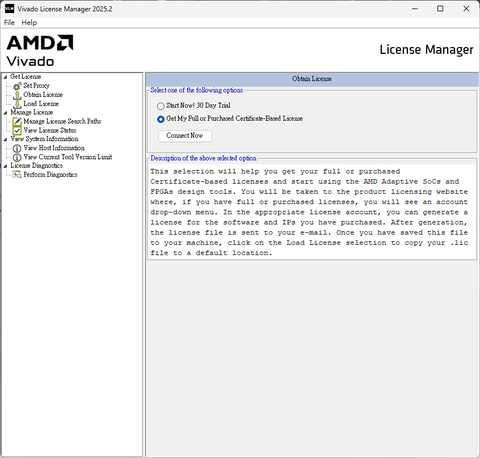 VLM Vivado License Manager 2025.2
File Help
AMD
Vivado
License Manager
Get License
Set Proxy
Obtain License
Load License
Manage License
Manage License Search Paths
View License Status
View System Information
View Host Information
View Current Tool Version Limit
License Diagnostics
Perform Diagnostics
Obtain License
Select one of the following options
Start Now! 30 Day Trial
Get My Full or Purchased Certificate-Based License
Connect Now
Description of the above selected option
This selection will help you get your full or purchased
Certificate-based licenses and start using the AMD Adaptive SoCs and
FPGAs design tools. You will be taken to the product licensing website
where, if you have full or purchased licenses, you will see an account
drop-down menu. In the appropriate license account, you can generate a
license for the software and IPs you have purchased. After generation,
the license file is sent to your e-mail. Once you have saved this file
to your machine, click on the Load License selection to copy your .lic
file to a default location.